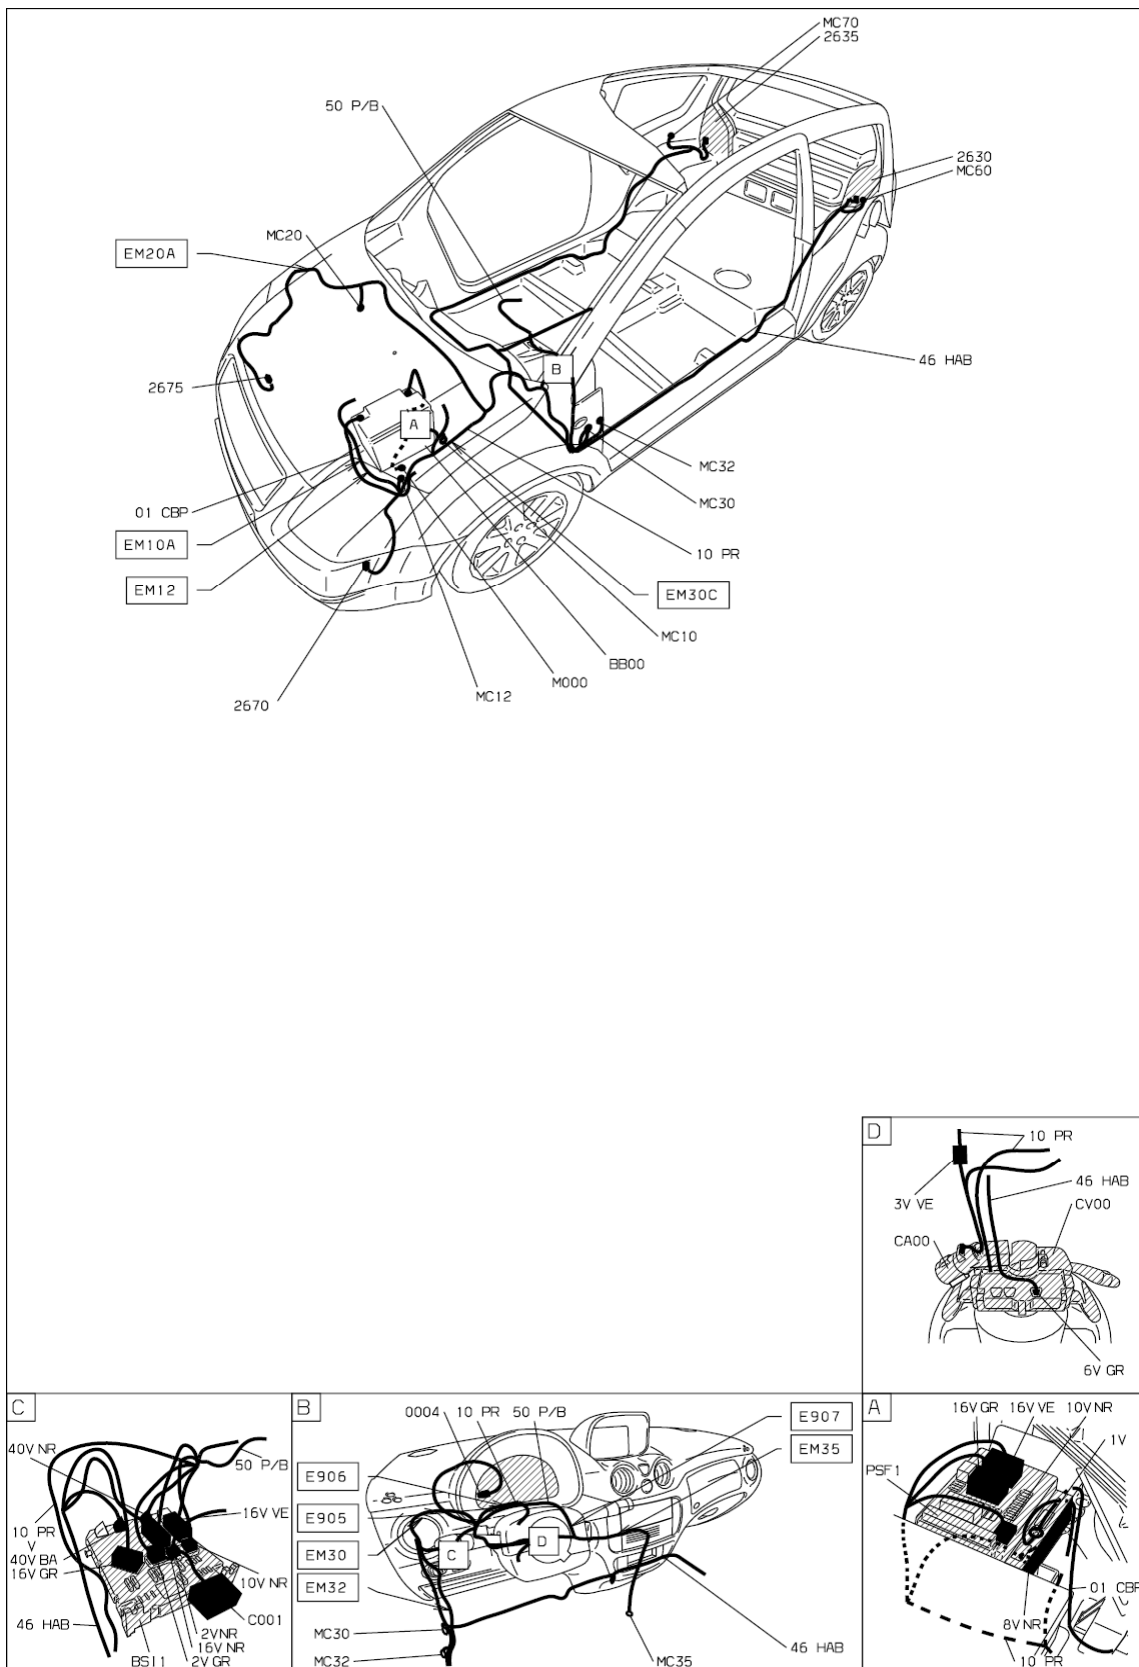 MC70
2635
50 P/B
2630
MC60
MC20
EM20A
46 HAB
B
2675
A
MC32
MC30
01 CBP
10 PR
EM10A
EM12
EM30C
MC10
BB00
M000
MC12
2670
D
10 PR
46 HAB
3V VE
CV00
CA00
6V GR
C
40V NR
50 P/B
16V VE
10 PR
V
40V BA
16V GR
10V NR
C001
46 HAB
2V NR
16V NR
BSI1
2V GR
B
0004
10 PR
50 P/B
E907
EM35
E906
E905
EM30
EM32
C
D
MC30
MC32
46 HAB
MC35
A
16V GR
16V VE
10V NR
1V
PSF1
01 CBP
8V NR
10 PR